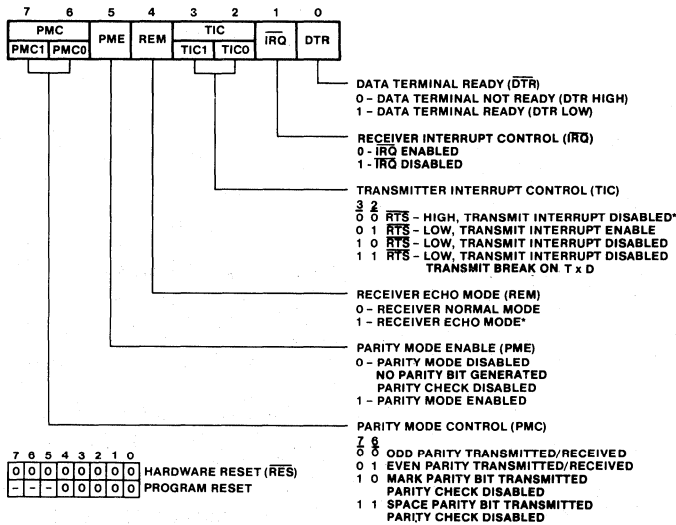 7 6 5 4 3 2 1 0
PMC PME REM TIC IRQ DTR
PMC1 PMC0 TIC1 TIC0
DATA TERMINAL READY (DTR)
0 – DATA TERMINAL NOT READY (DTR HIGH)
1 – DATA TERMINAL READY (DTR LOW)
RECEIVER INTERRUPT CONTROL (IRQ)
0 - IRQ ENABLED
1 - IRQ DISABLED
TRANSMITTER INTERRUPT CONTROL (TIC)
3 2
0 0 RTS – HIGH, TRANSMIT INTERRUPT DISABLED*
0 1 RTS – LOW, TRANSMIT INTERRUPT ENABLE
1 0 RTS – LOW, TRANSMIT INTERRUPT DISABLED
1 1 RTS – LOW, TRANSMIT INTERRUPT DISABLED
TRANSMIT BREAK ON T x D
RECEIVER ECHO MODE (REM)
0 – RECEIVER NORMAL MODE
1 – RECEIVER ECHO MODE*
PARITY MODE ENABLE (PME)
0 – PARITY MODE DISABLED
NO PARITY BIT GENERATED
PARITY CHECK DISABLED
1 – PARITY MODE ENABLED
PARITY MODE CONTROL (PMC)
7 6
0 0 ODD PARITY TRANSMITTED/RECEIVED
0 1 EVEN PARITY TRANSMITTED/RECEIVED
1 0 MARK PARITY BIT TRANSMITTED
PARITY CHECK DISABLED
1 1 SPACE PARITY BIT TRANSMITTED
PARITY CHECK DISABLED
7 6 5 4 3 2 1 0
0 0 0 0 0 0 0 0 HARDWARE RESET (RES)
- - - 0 0 0 0 0 PROGRAM RESET